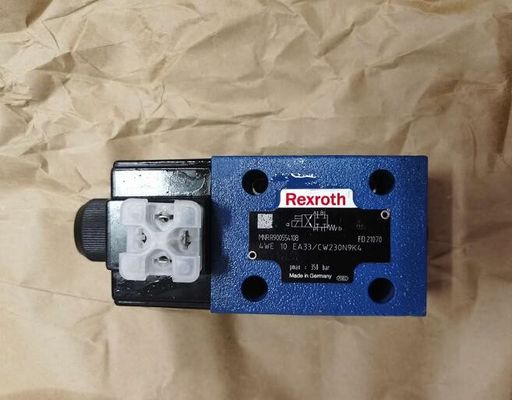 Rexroth
a
b
MNR:R900554108 FD:21070
4WE 10 EA33/CW230N9K4
pmax = 350 bar
Made in Germany